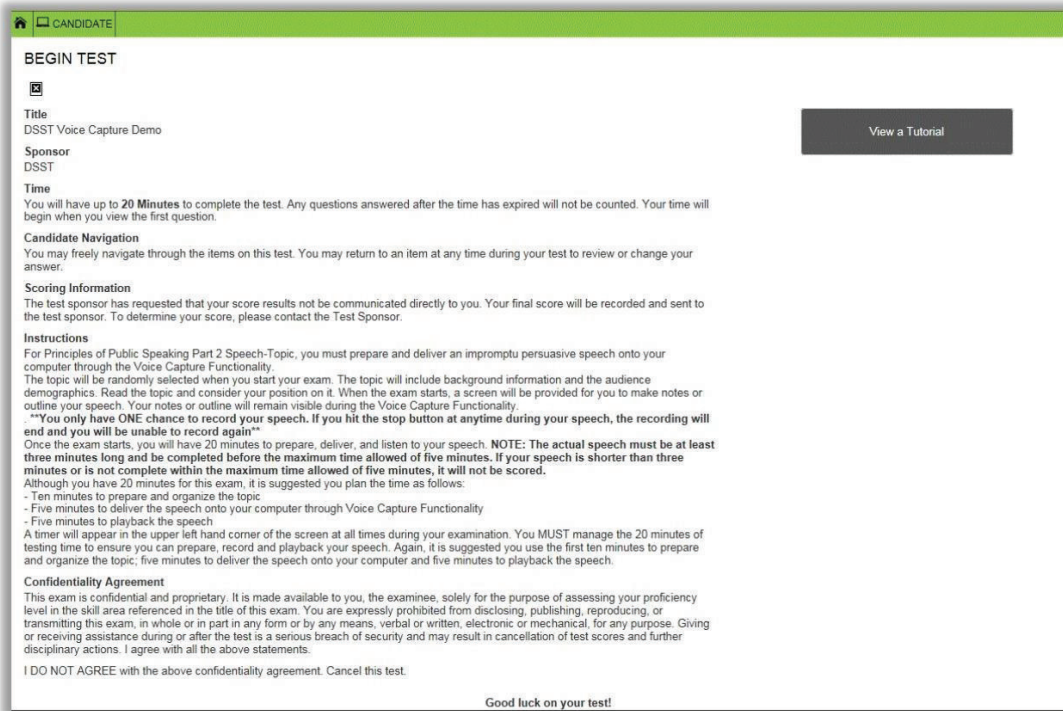 CANDIDATE
BEGIN TEST
Title
DSST Voice Capture Demo
View a Tutorial
Sponsor
DSST
Time
You will have up to 20 Minutes to complete the test. Any questions answered after the time has expired will not be counted. Your time will
begin when you view the first question.
Candidate Navigation
You may freely navigate through the items on this test. You may return to an item at any time during your test to review or change your
answer.
Scoring Information
The test sponsor has requested that your score results not be communicated directly to you. Your final score will be recorded and sent to
the test sponsor. To determine your score, please contact the Test Sponsor.
Instructions
For Principles of Public Speaking Part 2 Speech-Topic, you must prepare and deliver an impromptu persuasive speech onto your
computer through the Voice Capture Functionality.
The topic will be randomly selected when you start your exam. The topic will include background information and the audience
demographics. Read the topic and consider your position on it. When the exam starts, a screen will be provided for you to make notes or
outline your speech. Your notes or outline will remain visible during the Voice Capture Functionality.
. **You only have ONE chance to record your speech. If you hit the stop button at anytime during your speech, the recording will
end and you will be unable to record again**
Once the exam starts, you will have 20 minutes to prepare, deliver, and listen to your speech. NOTE: The actual speech must be at least
three minutes long and be completed before the maximum time allowed of five minutes. If your speech is shorter than three
minutes or is not complete within the maximum time allowed of five minutes, it will not be scored.
Although you have 20 minutes for this exam, it is suggested you plan the time as follows:
- Ten minutes to prepare and organize the topic
- Five minutes to deliver the speech onto your computer through Voice Capture Functionality
- Five minutes to playback the speech
A timer will appear in the upper left hand corner of the screen at all times during your examination. You MUST manage the 20 minutes of
testing time to ensure you can prepare, record and playback your speech. Again, it is suggested you use the first ten minutes to prepare
and organize the topic; five minutes to deliver the speech onto your computer and five minutes to playback the speech.
Confidentiality Agreement
This exam is confidential and proprietary. It is made available to you, the examinee, solely for the purpose of assessing your proficiency
level in the skill area referenced in the title of this exam. You are expressly prohibited from disclosing, publishing, reproducing, or
transmitting this exam, in whole or in part in any form or by any means, verbal or written, electronic or mechanical, for any purpose. Giving
or receiving assistance during or after the test is a serious breach of security and may result in cancellation of test scores and further
disciplinary actions. I agree with all the above statements.
I DO NOT AGREE with the above confidentiality agreement. Cancel this test.
Good luck on your test!